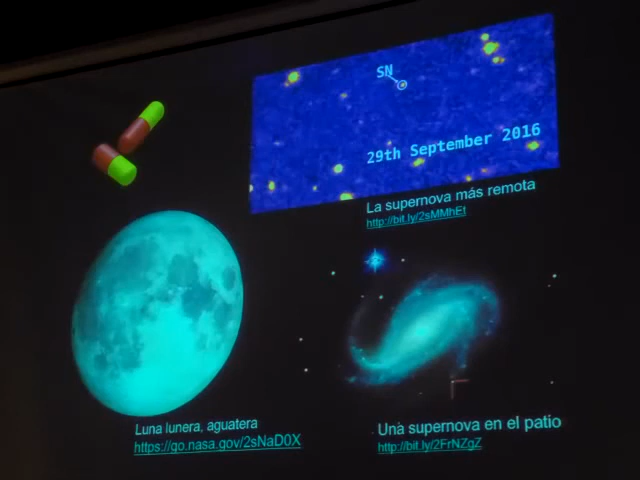 SN
29th September 2016
La supernova más remota
http://bit.ly/2sMMhEt
Luna lunera, aguatera
https://go.nasa.gov/2sNaD0X
Una supernova en el patio
http://bit.ly/2FrNZgZ